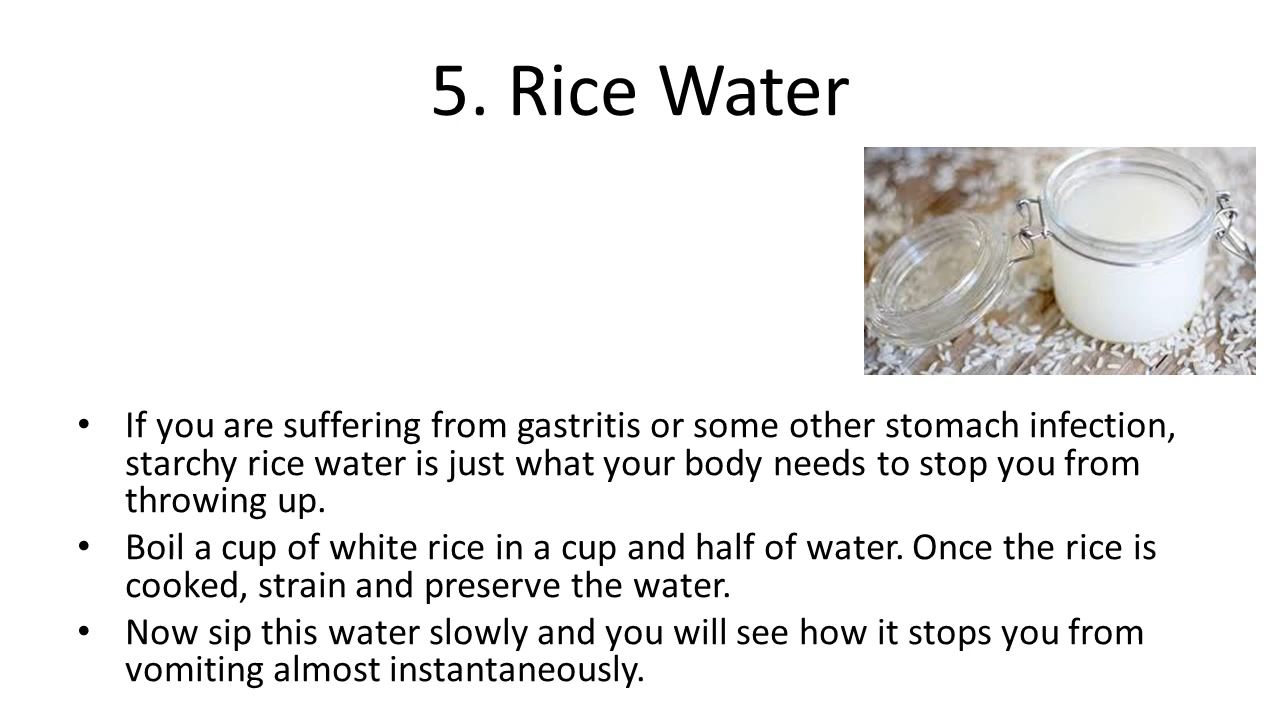 5. Rice Water
• If you are suffering from gastritis or some other stomach infection,
starchy rice water is just what your body needs to stop you from
throwing up.
• Boil a cup of white rice in a cup and half of water. Once the rice is
cooked, strain and preserve the water.
• Now sip this water slowly and you will see how it stops you from
vomiting almost instantaneously.